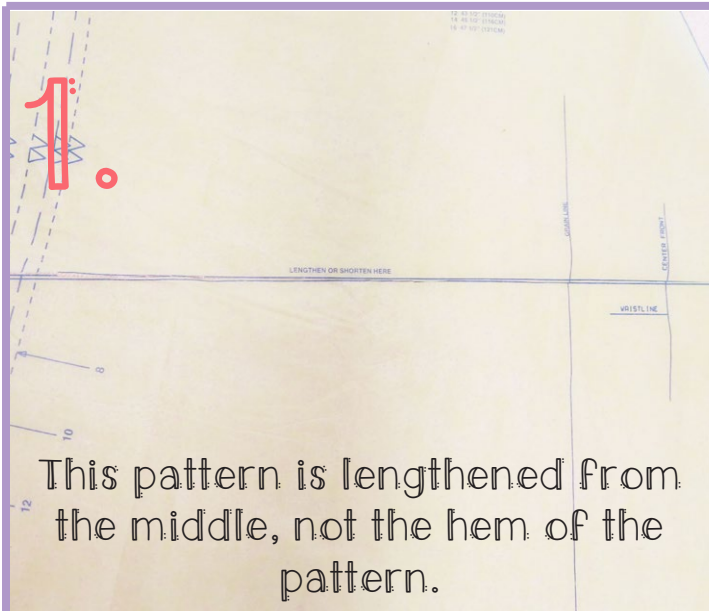 1.
LENGTHEN OR SHORTEN HERE
GRAIN LINE
CENTER FRONT
WAISTLINE
8
10
12
This pattern is lengthened from
the middle, not the hem of the
pattern.